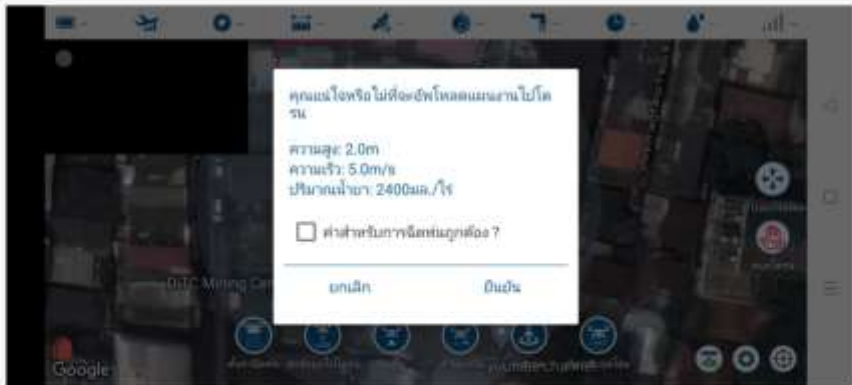 คุณแน่ใจหรือไม่ที่จะอัพโหลดแผนงานไปโด
รน
ความสูง: 2.0m
ความเร็ว: 5.0m/s
ปริมาณน้ำยา: 2400มล./ไร่
ค่าสำหรับการฉีดพ่นถูกต้อง ?
ยกเลิก
ยืนยัน
DiTC Mining Cen
Google